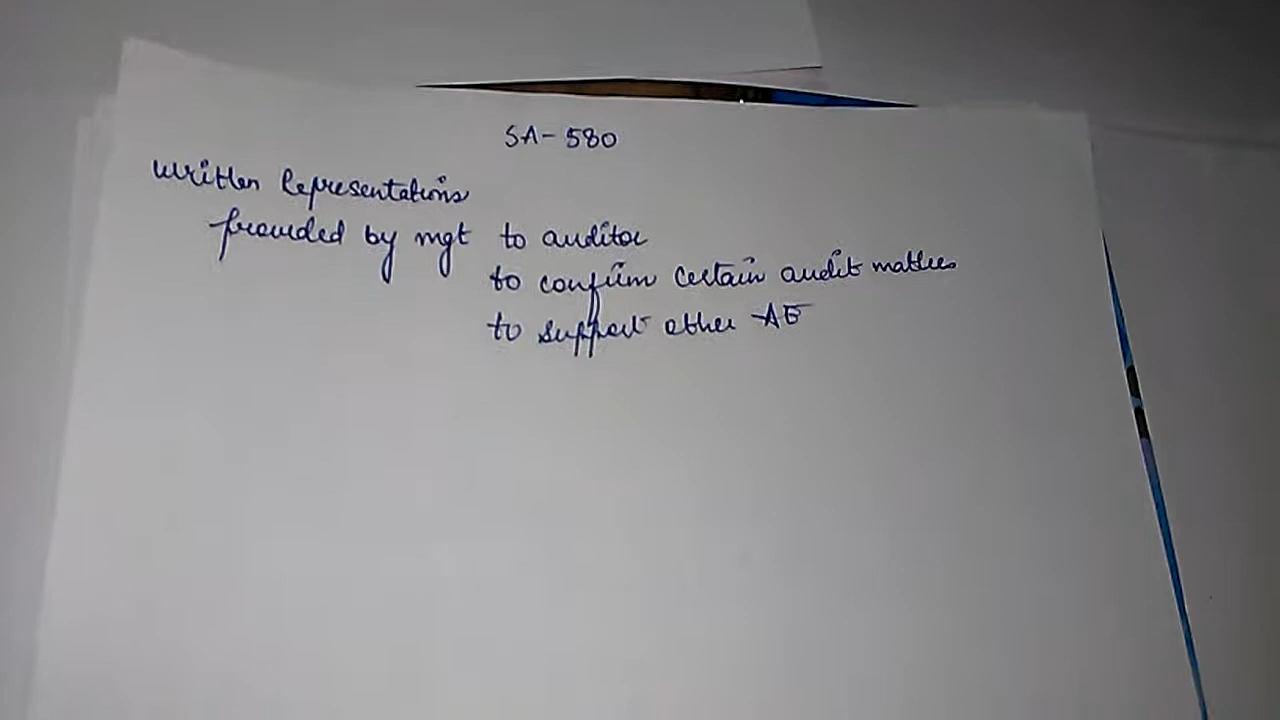 SA- 580
Written Representations
provided by mgt to auditor
to confirm certain audit matters
to support other AE